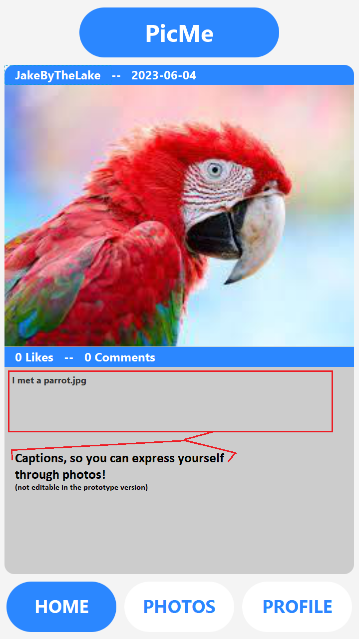 PicMe
JakeByTheLake -- 2023-06-04
0 Likes -- 0 Comments
I met a parrot.jpg
Captions, so you can express yourself
through photos!
(not editable in the prototype version)
HOME
PHOTOS
PROFILE